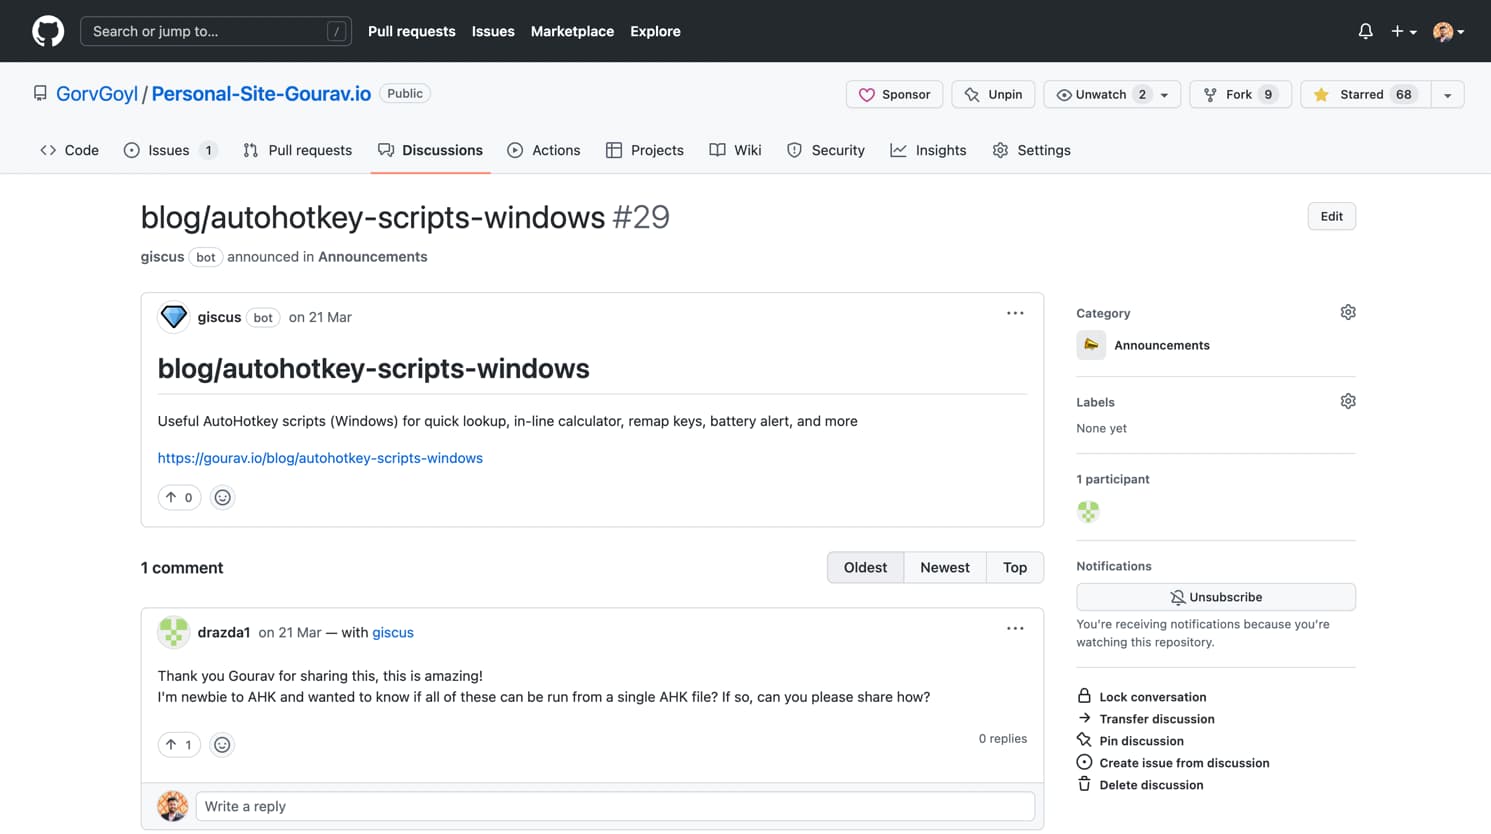 Search or jump to... /
Pull requests Issues Marketplace Explore
GorvGoyl / Personal-Site-Gourav.io Public
Sponsor Unpin Unwatch 2 Fork 9 Starred 68
Code Issues 1 Pull requests Discussions Actions Projects Wiki Security Insights Settings
blog/autohotkey-scripts-windows #29
Edit
giscus bot announced in Announcements
giscus bot on 21 Mar
blog/autohotkey-scripts-windows
Useful AutoHotkey scripts (Windows) for quick lookup, in-line calculator, remap keys, battery alert, and more
https://gourav.io/blog/autohotkey-scripts-windows
0
1 comment
Oldest Newest Top
drazda1 on 21 Mar — with giscus
Thank you Gourav for sharing this, this is amazing!
I'm newbie to AHK and wanted to know if all of these can be run from a single AHK file? If so, can you please share how?
1
0 replies
Write a reply
Category
Announcements
Labels
None yet
1 participant
Notifications
Unsubscribe
You're receiving notifications because you're
watching this repository.
Lock conversation
Transfer discussion
Pin discussion
Create issue from discussion
Delete discussion